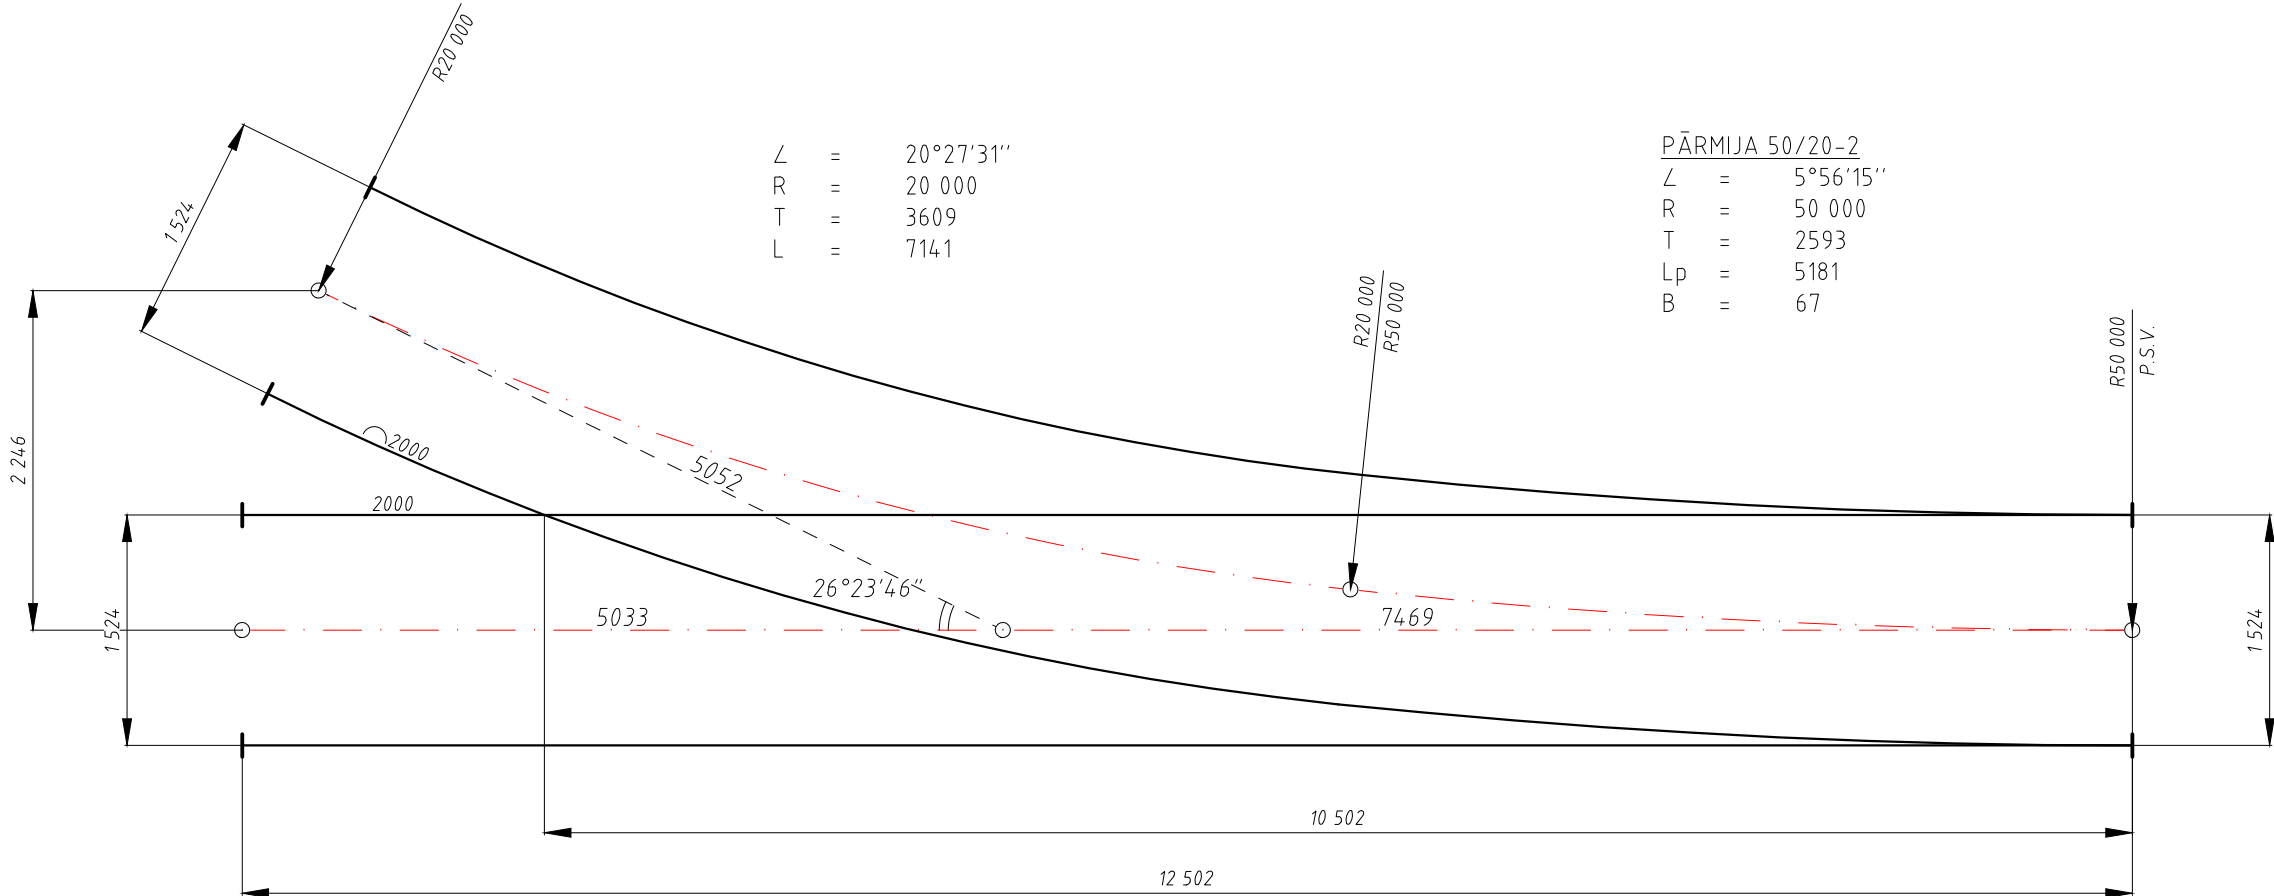 R20 000
∠ = 20°27'31''
R = 20 000
T = 3609
L = 7141
PĀRMIJA 50/20-2
∠ = 5°56'15''
R = 50 000
T = 2593
Lp = 5181
B = 67
1 524
R20 000
R50 000
R50 000
P.S.V.
2 246
2000
5052
2000
26°23'46"
5033
7469
1 524
1 524
10 502
12 502